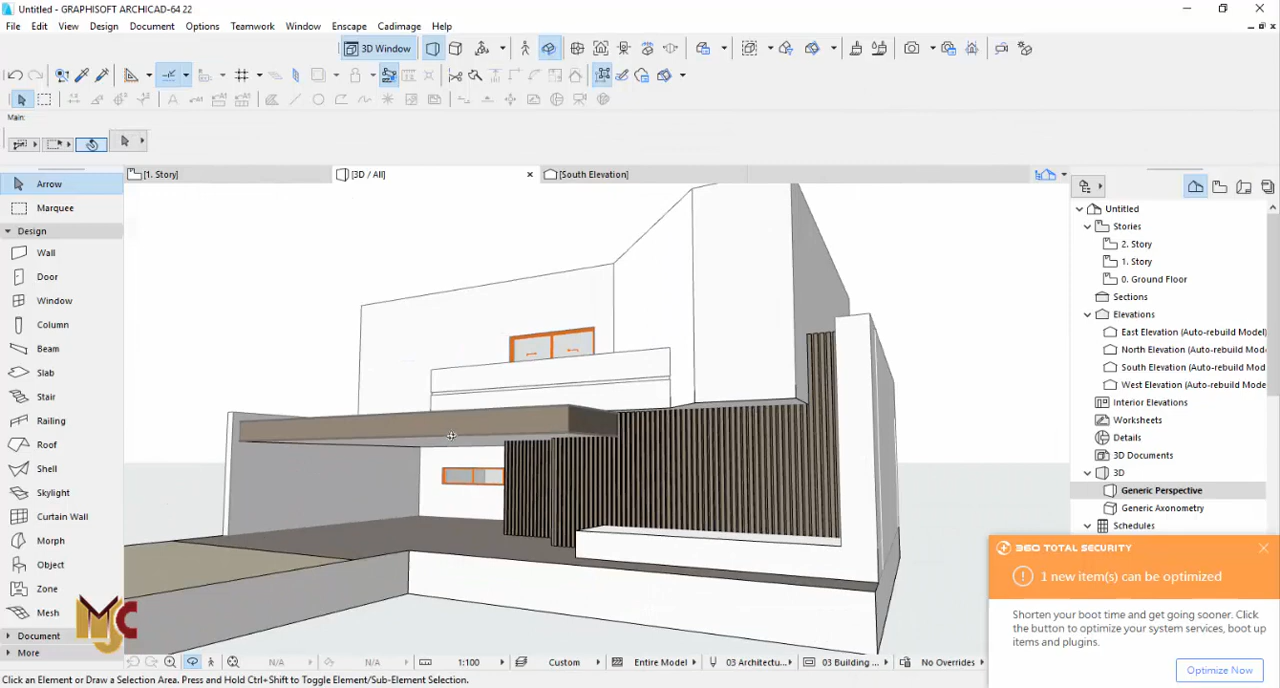 Untitled - GRAPHISOFT ARCHICAD-64 22
File Edit View Design Document Options Teamwork Window Enscape Cadimage Help
3D Window
Main:
[1. Story]
[3D / All]
[South Elevation]
Arrow
Marquee
Design
Wall
Door
Window
Column
Beam
Slab
Stair
Railing
Roof
Shell
Skylight
Curtain Wall
Morph
Object
Zone
Mesh
Document
More
Untitled
Stories
2. Story
1. Story
0. Ground Floor
Sections
Elevations
East Elevation (Auto-rebuild Model)
North Elevation (Auto-rebuild Mod
South Elevation (Auto-rebuild Mod
West Elevation (Auto-rebuild Mode
Interior Elevations
Worksheets
Details
3D Documents
3D
Generic Perspective
Generic Axonometry
Schedules
360 TOTAL SECURITY
1 new item(s) can be optimized
Shorten your boot time and get going sooner. Click
the button to optimize your system services, boot up
items and plugins.
Optimize Now
MSC
N/A N/A 1:100 Custom Entire Model 03 Architectu... 03 Building ... No Overrides
Click an Element or Draw a Selection Area. Press and Hold Ctrl+Shift to Toggle Element/Sub-Element Selection.